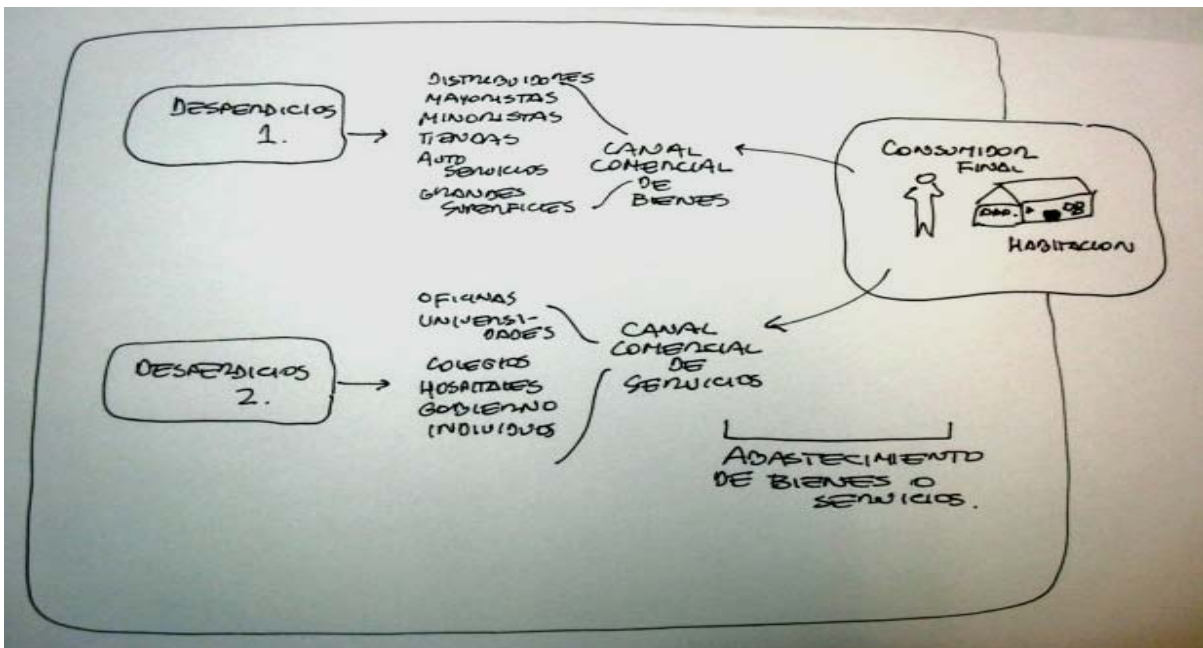 DESPERDICIOS
1.
DISTRIBUIDORES
MAYORISTAS
MINORISTAS
TIENDAS
AUTO
SERVICIOS
GRANDES
SUPERFICIES
CANAL
COMERCIAL
DE
BIENES
CONSUMIDOR
FINAL
HABITACION
DESPERDICIOS
2.
OFICINAS
UNIVERSI-
DADES
COLEGIOS
HOSPITALES
GOBIERNO
INDIVIDUOS
CANAL
COMERCIAL
DE
SERVICIOS
ABASTECIMIENTO
DE BIENES O
SERVICIOS.